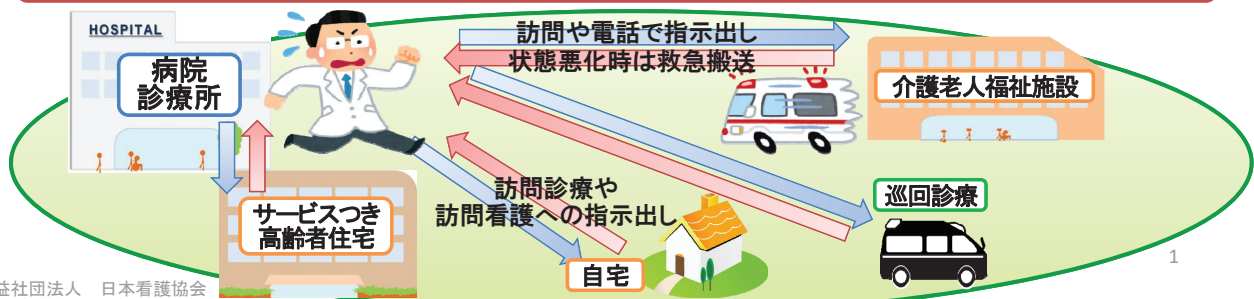 HOSPITAL
病院
診療所
訪問や電話で指示出し
状態悪化時は救急搬送
介護老人福祉施設
訪問診療や
訪問看護への指示出し
巡回診療
サービスつき
高齢者住宅
自宅
益社団法人 日本看護協会
1